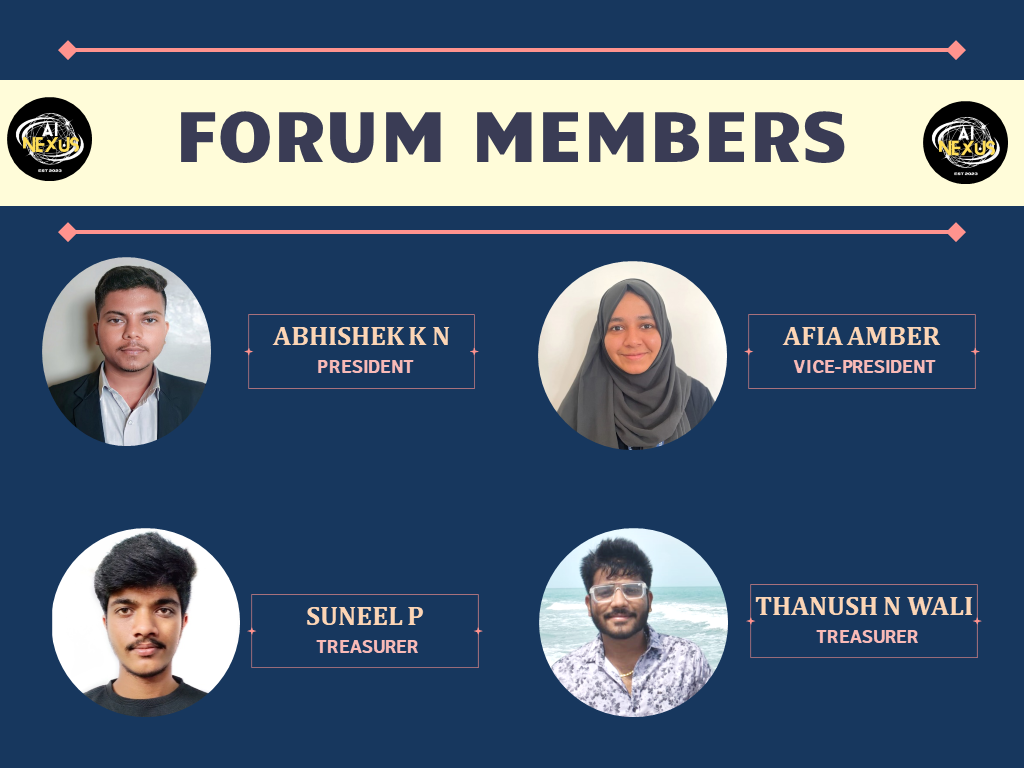 FORUM MEMBERS
AI
NEXUS
EST 2023
AI
NEXUS
EST 2023
ABHISHEK K N
PRESIDENT
AFIA AMBER
VICE-PRESIDENT
SUNEEL P
TREASURER
THANUSH N WALI
TREASURER